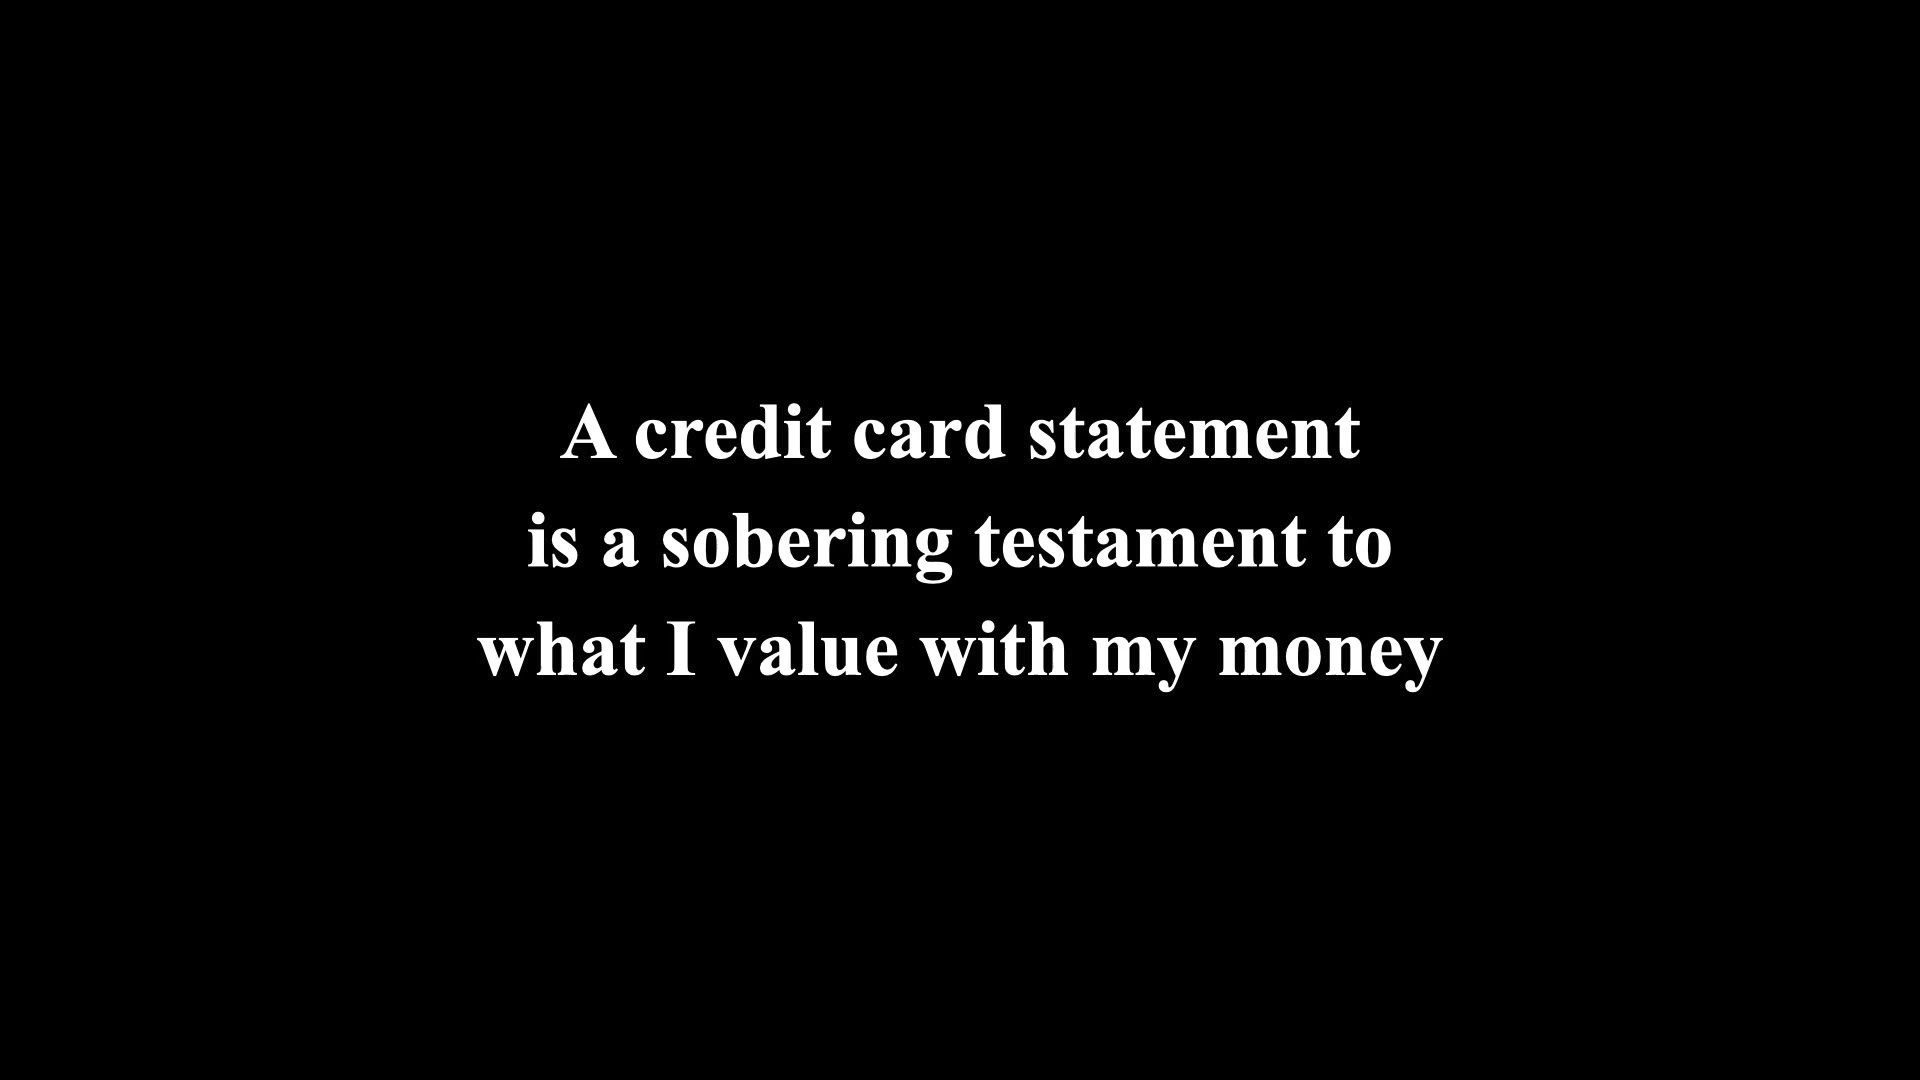 A credit card statement
is a sobering testament to
what I value with my money